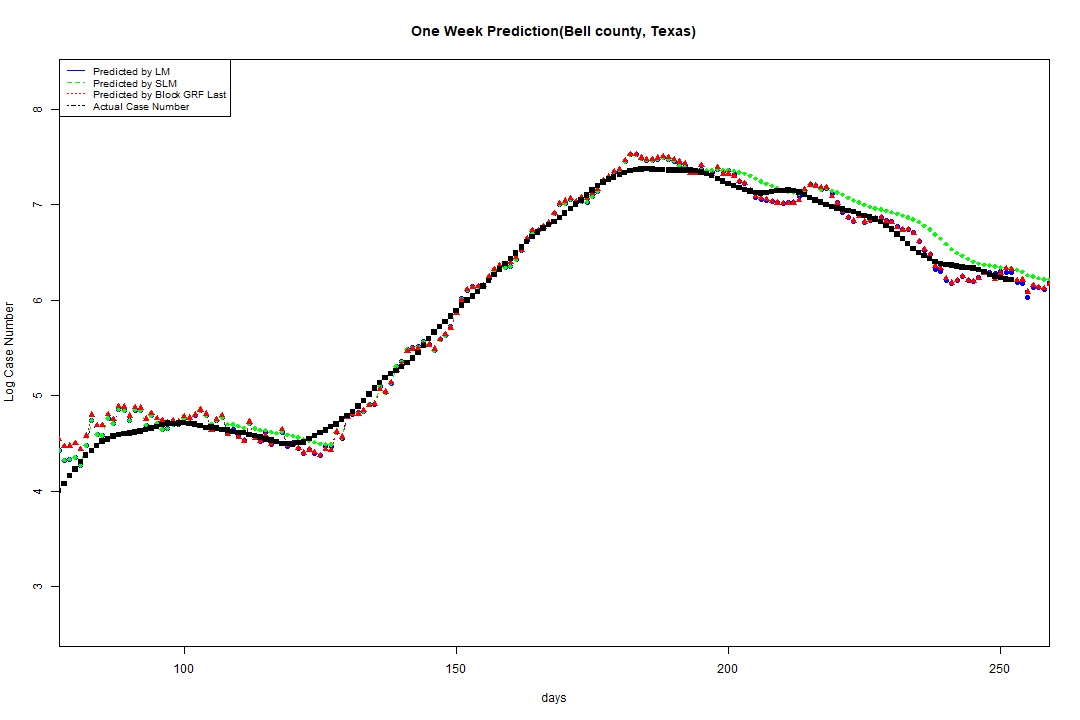 One Week Prediction(Bell county, Texas)
Predicted by LM
Predicted by SLM
Predicted by Block GRF Last
Actual Case Number
8
7
6
5
4
3
Log Case Number
100 150 200 250
days